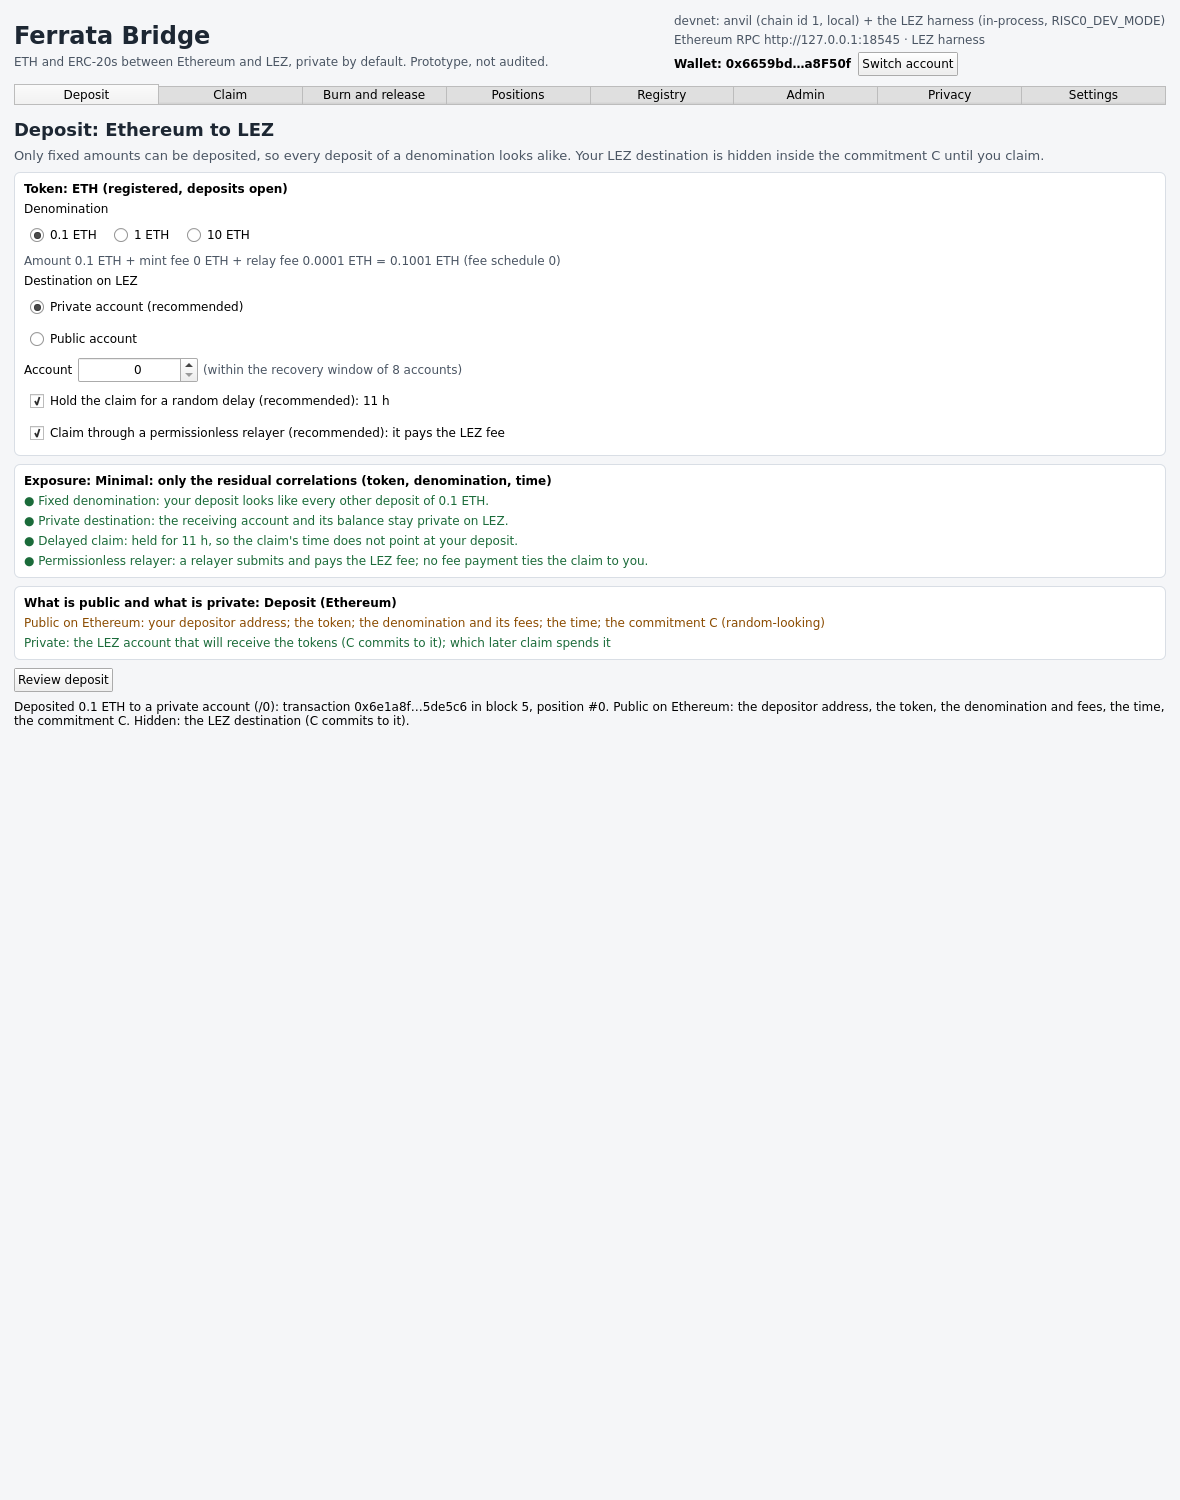 Ferrata Bridge
ETH and ERC-20s between Ethereum and LEZ, private by default. Prototype, not audited.
devnet: anvil (chain id 1, local) + the LEZ harness (in-process, RISC0_DEV_MODE)
Ethereum RPC http://127.0.0.1:18545 · LEZ harness
Wallet: 0x6659bd…a8F50f Switch account
Deposit Claim Burn and release Positions Registry Admin Privacy Settings
Deposit: Ethereum to LEZ
Only fixed amounts can be deposited, so every deposit of a denomination looks alike. Your LEZ destination is hidden inside the commitment C until you claim.
Token: ETH (registered, deposits open)
Denomination
0.1 ETH 1 ETH 10 ETH
Amount 0.1 ETH + mint fee 0 ETH + relay fee 0.0001 ETH = 0.1001 ETH (fee schedule 0)
Destination on LEZ
Private account (recommended)
Public account
Account 0 (within the recovery window of 8 accounts)
Hold the claim for a random delay (recommended): 11 h
Claim through a permissionless relayer (recommended): it pays the LEZ fee
Exposure: Minimal: only the residual correlations (token, denomination, time)
● Fixed denomination: your deposit looks like every other deposit of 0.1 ETH.
● Private destination: the receiving account and its balance stay private on LEZ.
● Delayed claim: held for 11 h, so the claim's time does not point at your deposit.
● Permissionless relayer: a relayer submits and pays the LEZ fee; no fee payment ties the claim to you.
What is public and what is private: Deposit (Ethereum)
Public on Ethereum: your depositor address; the token; the denomination and its fees; the time; the commitment C (random-looking)
Private: the LEZ account that will receive the tokens (C commits to it); which later claim spends it
Review deposit
Deposited 0.1 ETH to a private account (/0): transaction 0x6e1a8f…5de5c6 in block 5, position #0. Public on Ethereum: the depositor address, the token, the denomination and fees, the time,
the commitment C. Hidden: the LEZ destination (C commits to it).